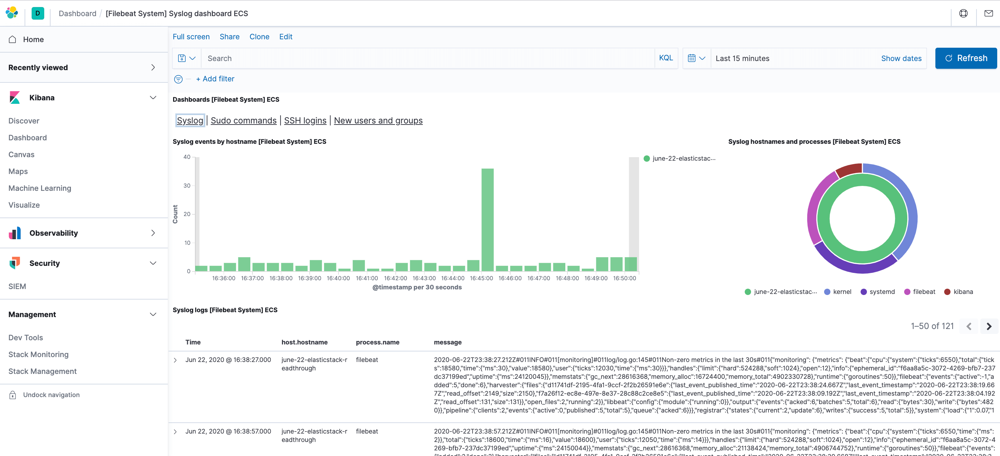 D
Dashboard / [Filebeat System] Syslog dashboard ECS
Home
Recently viewed
Kibana
Discover
Dashboard
Canvas
Maps
Machine Learning
Visualize
Observability
Security
SIEM
Management
Dev Tools
Stack Monitoring
Stack Management
Undock navigation
Full screen Share Clone Edit
Search KQL Last 15 minutes Show dates Refresh
+ Add filter
Dashboards [Filebeat System] ECS
Syslog | Sudo commands | SSH logins | New users and groups
Syslog events by hostname [Filebeat System] ECS
40
30
20
10
0
Count
16:36:00 16:37:00 16:38:00 16:39:00 16:40:00 16:41:00 16:42:00 16:43:00 16:44:00 16:45:00 16:46:00 16:47:00 16:48:00 16:49:00 16:50:00
@timestamp per 30 seconds
june-22-elasticstac...
Syslog hostnames and processes [Filebeat System] ECS
june-22-elasticstac... kernel systemd filebeat kibana
Syslog logs [Filebeat System] ECS
1–50 of 121
Time host.hostname process.name message
Jun 22, 2020 @ 16:38:27.000
june-22-elasticstack-r
eadthrough
filebeat
2020-06-22T23:38:27.212Z#011INFO#011[monitoring]#011log/log.go:145#011Non-zero metrics in the last 30s#011{"monitoring": {"metrics": {"beat":{"cpu":{"system":{"ticks":6550},"total":{"tick
s":18580,"time":{"ms":30},"value":18580},"user":{"ticks":12030,"time":{"ms":30}}},"handles":{"limit":{"hard":524288,"soft":1024},"open":12},"info":{"ephemeral_id":"f6aa8a5c-3072-4269-bfb7-237
dc37199ed","uptime":{"ms":24120045}},"memstats":{"gc_next":28616368,"memory_alloc":16724400,"memory_total":4902330728},"runtime":{"goroutines":50}},"filebeat":{"events":{"active":-1,"a
dded":5,"done":6},"harvester":{"files":{"d11741df-2195-4fa1-9ccf-2f2b26591e6e":{"last_event_published_time":"2020-06-22T23:38:24.667Z","last_event_timestamp":"2020-06-22T23:38:19.66
7Z","read_offset":2149,"size":2150},"f7a26f12-ec8e-497e-8e37-28c88c2ce8e5":{"last_event_published_time":"2020-06-22T23:38:09.192Z","last_event_timestamp":"2020-06-22T23:38:04.192
Z","read_offset":131,"size":131}},"open_files":2,"running":2}},"libbeat":{"config":{"module":{"running":0}},"output":{"events":{"acked":6,"batches":5,"total":6},"read":{"bytes":30},"write":{"bytes":482
0}},"pipeline":{"clients":2,"events":{"active":0,"published":5,"total":5},"queue":{"acked":6}}},"registrar":{"states":{"current":2,"update":6},"writes":{"success":5,"total":5}},"system":{"load":{"1":0.07,"1
Jun 22, 2020 @ 16:38:57.000
june-22-elasticstack-r
eadthrough
filebeat
2020-06-22T23:38:57.212Z#011INFO#011[monitoring]#011log/log.go:145#011Non-zero metrics in the last 30s#011{"monitoring": {"metrics": {"beat":{"cpu":{"system":{"ticks":6550,"time":{"ms":
2}},"total":{"ticks":18600,"time":{"ms":16},"value":18600},"user":{"ticks":12050,"time":{"ms":14}}},"handles":{"limit":{"hard":524288,"soft":1024},"open":12},"info":{"ephemeral_id":"f6aa8a5c-3072-4
269-bfb7-237dc37199ed","uptime":{"ms":24150044}},"memstats":{"gc_next":28616368,"memory_alloc":21138424,"memory_total":4906744752},"runtime":{"goroutines":50}},"filebeat":{"events":